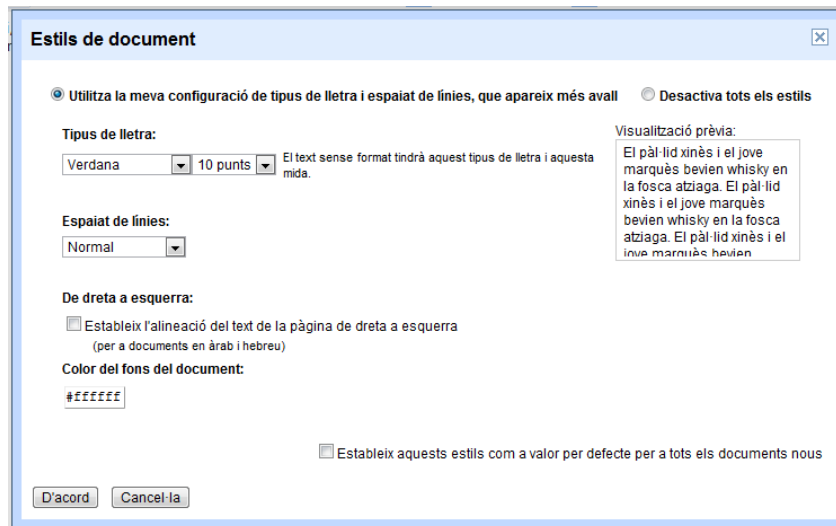 Estils de document
Utilitza la meva configuració de tipus de lletra i espaiat de línies, que apareix més avall
Desactiva tots els estils
Tipus de lletra:
Verdana
10 punts
El text sense format tindrà aquest tipus de lletra i aquesta
mida.
Visualització prèvia:
El pàl·lid xinès i el jove
marquès bevien whisky en
la fosca atziaga. El pàl·lid
xinès i el jove marquès
bevien whisky en la fosca
atziaga. El pàl·lid xinès i el
jove marquès bevien
Espaiat de línies:
Normal
De dreta a esquerra:
Estableix l'alineació del text de la pàgina de dreta a esquerra
(per a documents en àrab i hebreu)
Color del fons del document:
#ffffff
Estableix aquests estils com a valor per defecte per a tots els documents nous
D'acord
Cancel·la